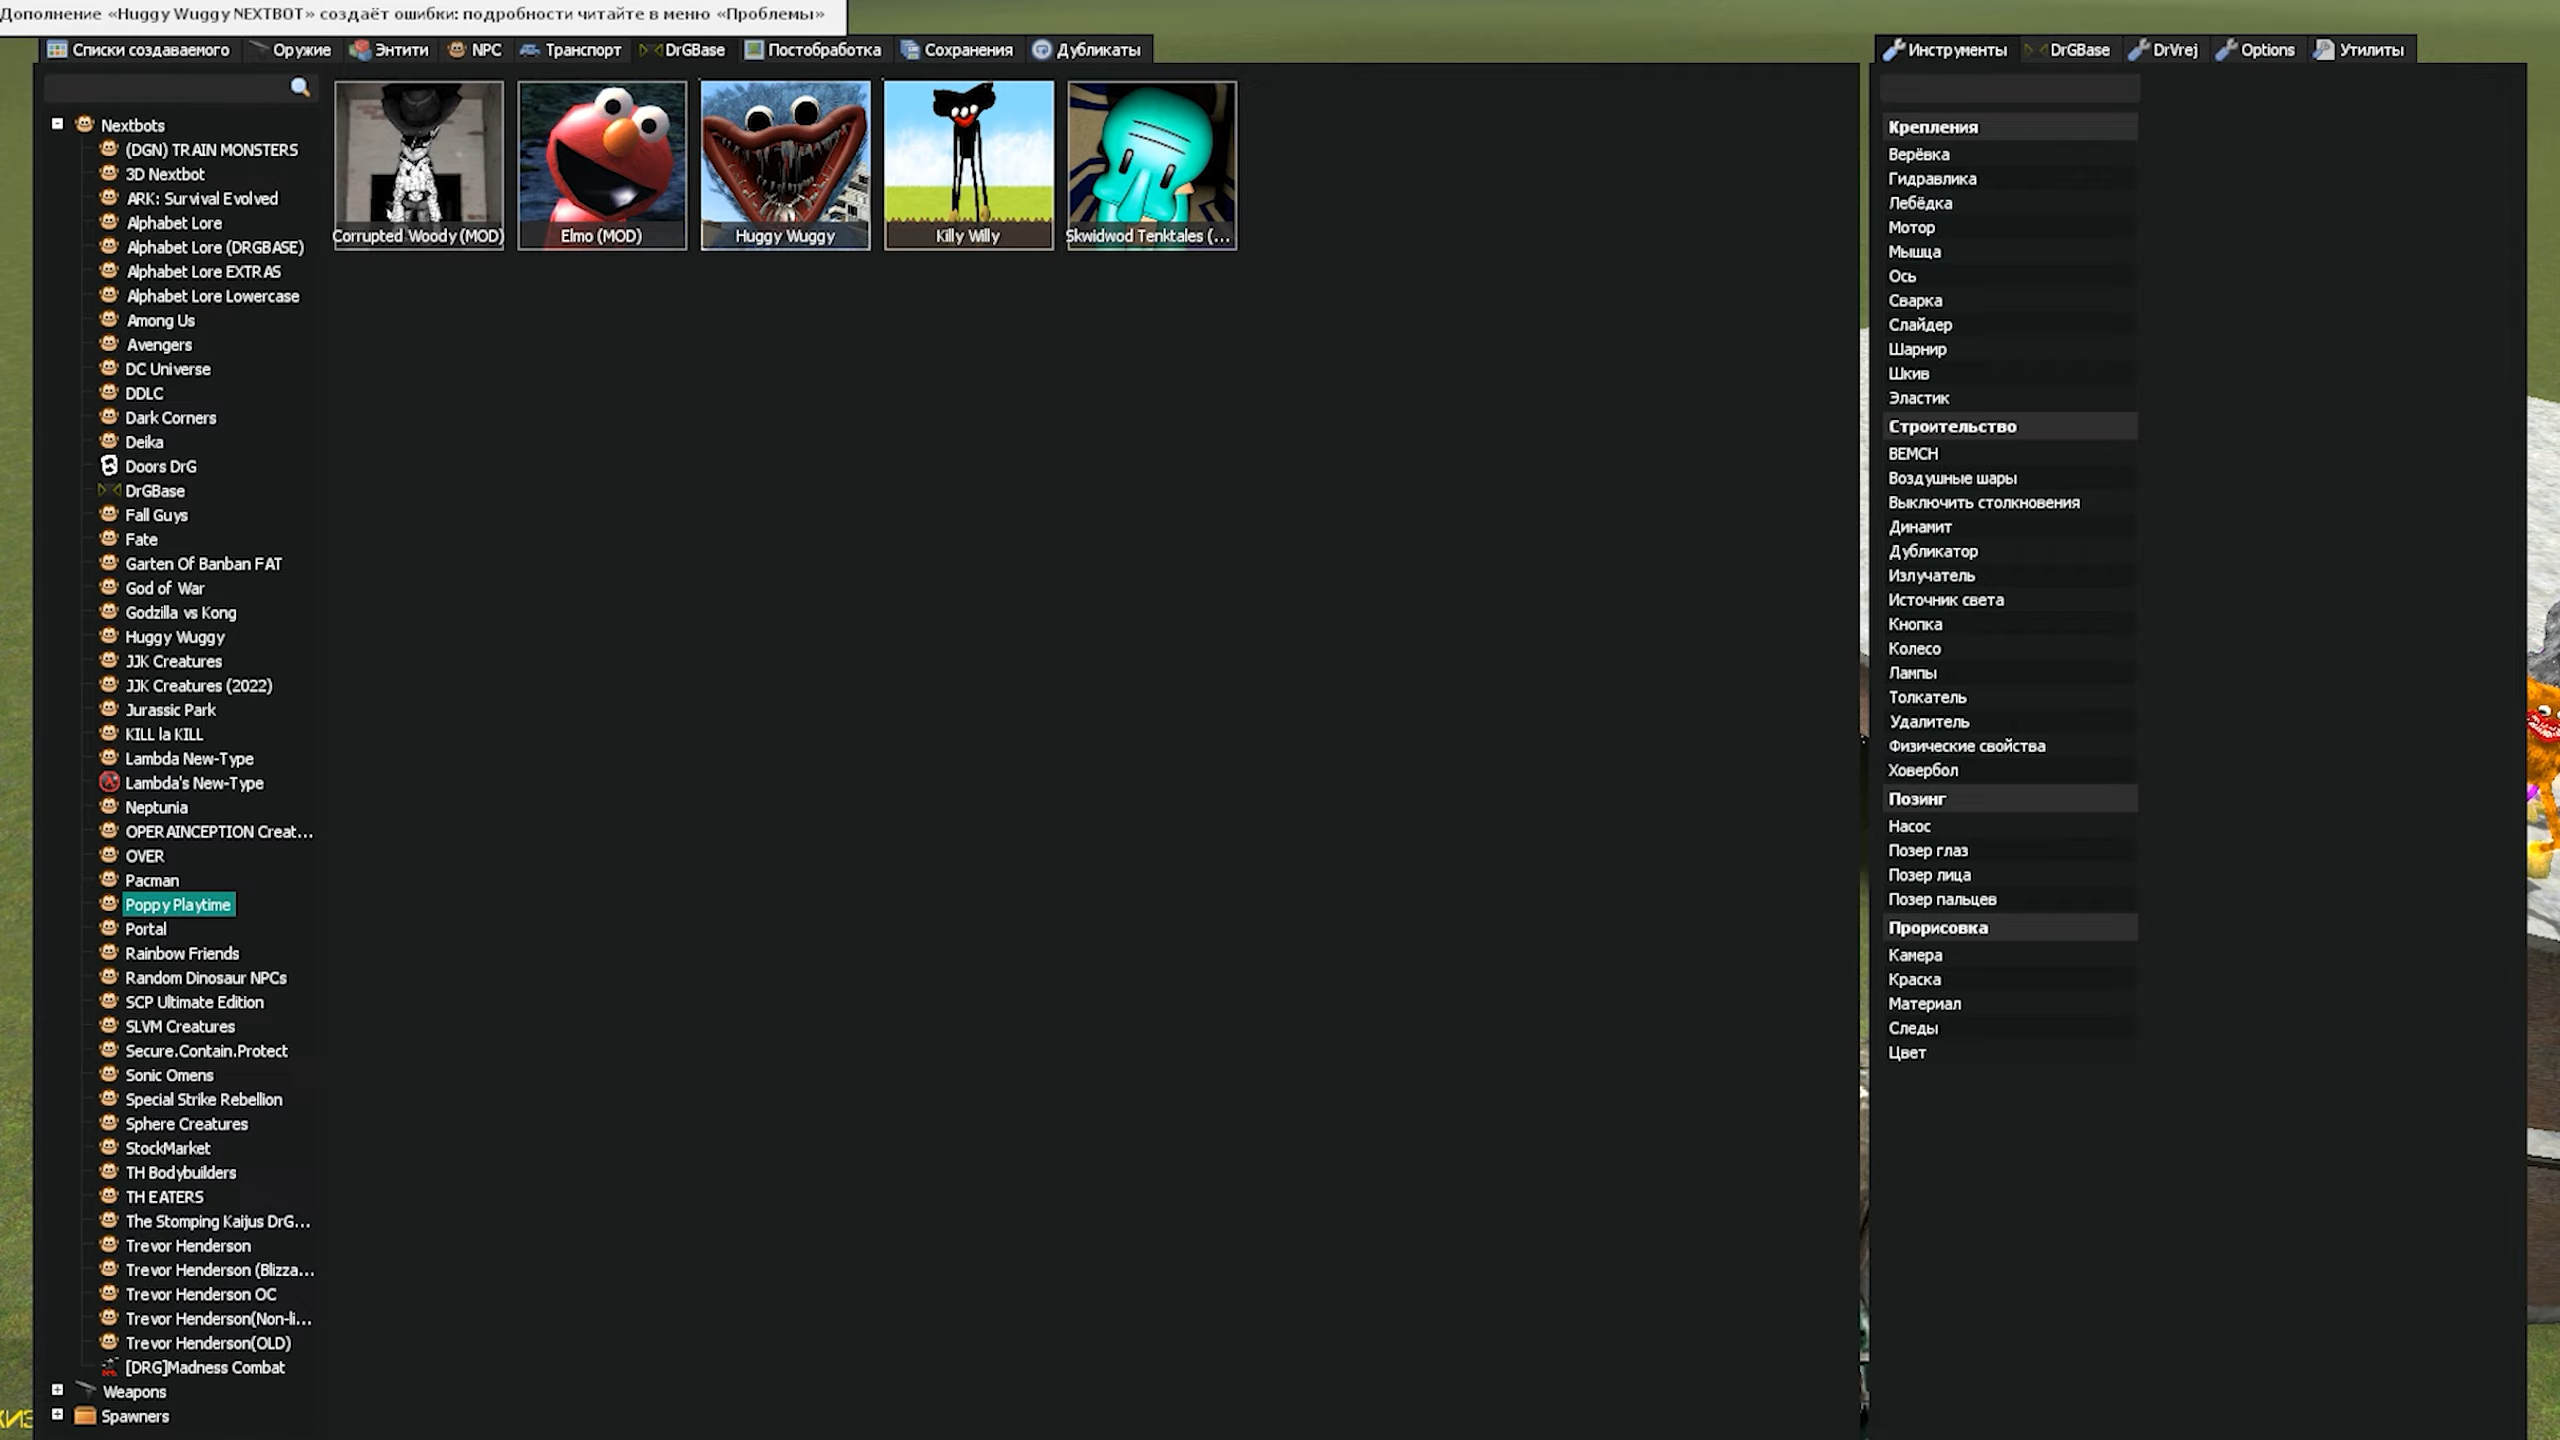 Дополнение «Huggy Wuggy NEXTBOT» создаёт ошибки: подробности читайте в меню «Проблемы»
Списки создаваемого Оружие Энтити NPC Транспорт DrGBase Постобработка Сохранения Дубликаты
Nextbots
(DGN) TRAIN MONSTERS
3D Nextbot
ARK: Survival Evolved
Alphabet Lore
Alphabet Lore (DRGBASE)
Alphabet Lore EXTRAS
Alphabet Lore Lowercase
Among Us
Avengers
DC Universe
DDLC
Dark Corners
Deika
Doors DrG
DrGBase
Fall Guys
Fate
Garten Of Banban FAT
God of War
Godzilla vs Kong
Huggy Wuggy
JJK Creatures
JJK Creatures (2022)
Jurassic Park
KILL la KILL
Lambda New-Type
Lambda's New-Type
Neptunia
OPERAINCEPTION Creat...
OVER
Pacman
Poppy Playtime
Portal
Rainbow Friends
Random Dinosaur NPCs
SCP Ultimate Edition
SLVM Creatures
Secure.Contain.Protect
Sonic Omens
Special Strike Rebellion
Sphere Creatures
StockMarket
TH Bodybuilders
TH EATERS
The Stomping Kaijus DrG...
Trevor Henderson
Trevor Henderson (Blizza...
Trevor Henderson OC
Trevor Henderson(Non-li...
Trevor Henderson(OLD)
[DRG]Madness Combat
Weapons
Spawners
Corrupted Woody (MOD) Elmo (MOD) Huggy Wuggy Killy Willy Skwidwod Tenktales (...
Инструменты DrGBase DrVrej Options Утилиты
Крепления
Верёвка
Гидравлика
Лебёдка
Мотор
Мышца
Ось
Сварка
Слайдер
Шарнир
Шкив
Эластик
Строительство
ВЕМСН
Воздушные шары
Выключить столкновения
Динамит
Дубликатор
Излучатель
Источник света
Кнопка
Колесо
Лампы
Толкатель
Удалитель
Физические свойства
Ховербол
Позинг
Насос
Позер глаз
Позер лица
Позер пальцев
Прорисовка
Камера
Краска
Материал
Следы
Цвет